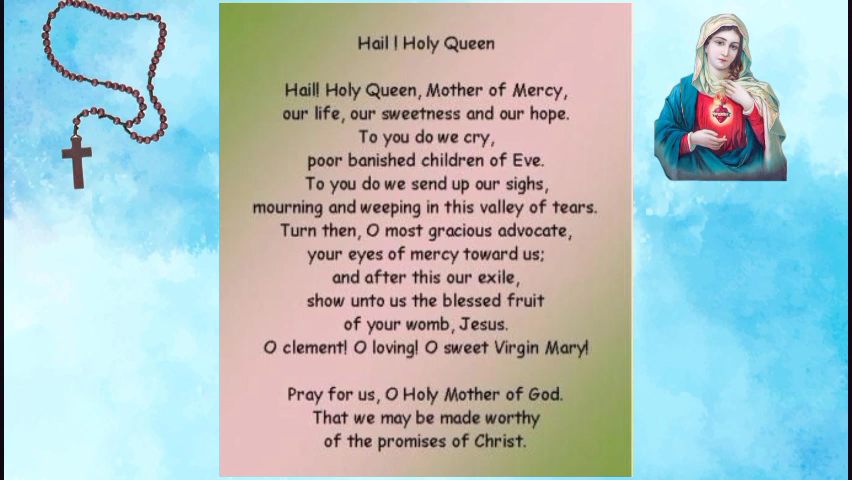 Hail ! Holy Queen
Hail! Holy Queen, Mother of Mercy,
our life, our sweetness and our hope.
To you do we cry,
poor banished children of Eve.
To you do we send up our sighs,
mourning and weeping in this valley of tears.
Turn then, O most gracious advocate,
your eyes of mercy toward us;
and after this our exile,
show unto us the blessed fruit
of your womb, Jesus.
O clement! O loving! O sweet Virgin Mary!
Pray for us, O Holy Mother of God.
That we may be made worthy
of the promises of Christ.